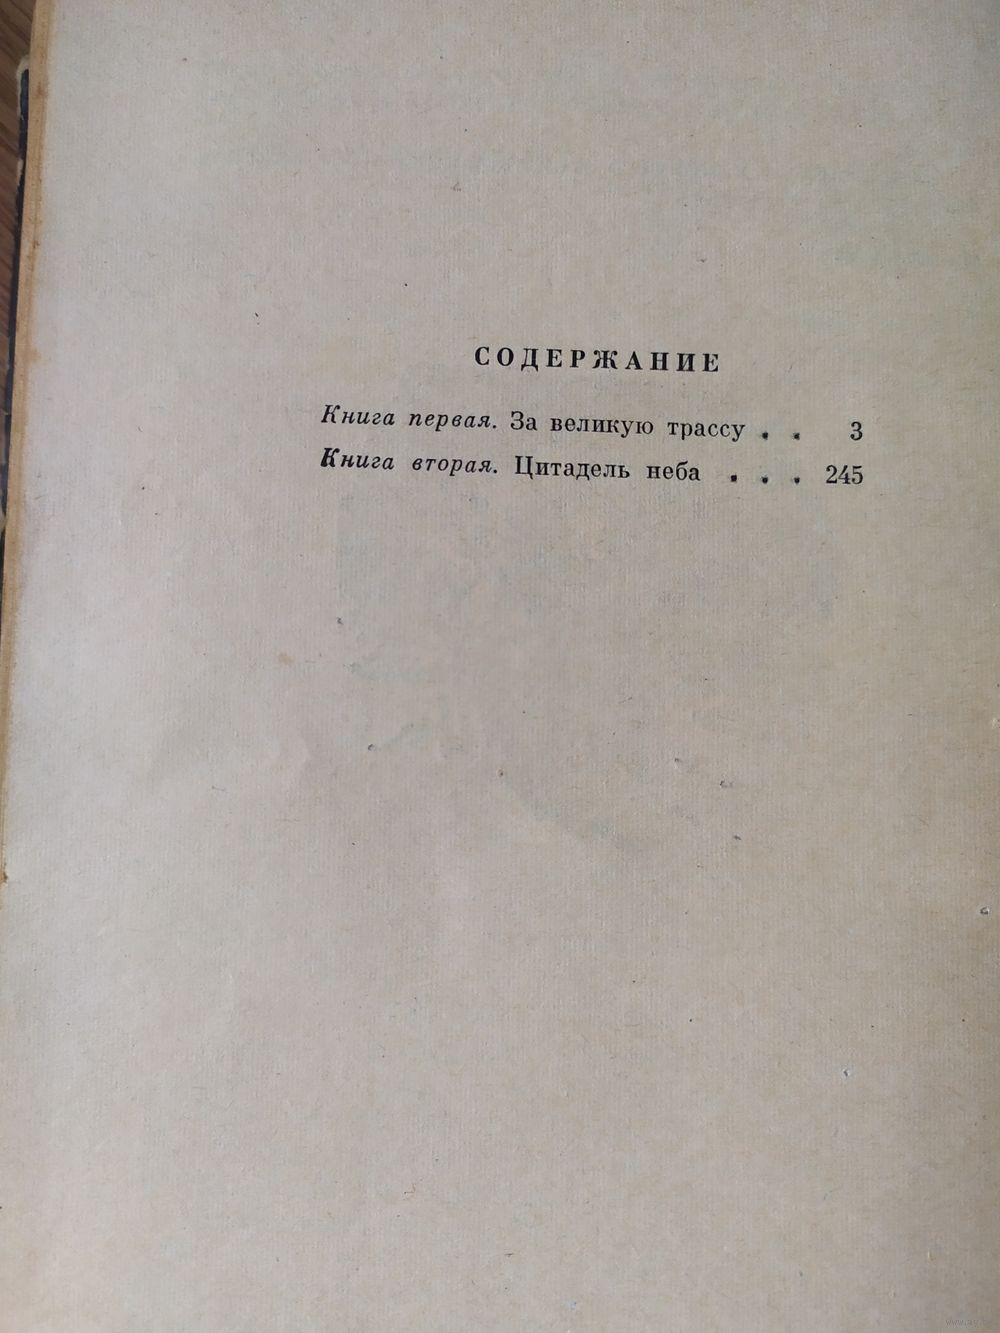 СОДЕРЖАНИЕ
Книга первая. За великую трассу . . 3
Книга вторая. Цитадель неба . . . 245